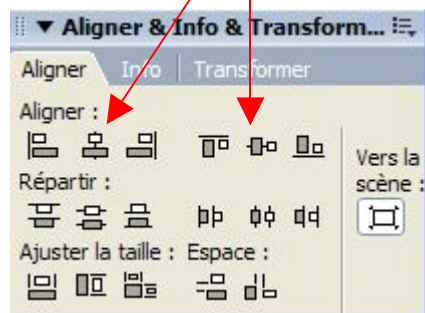 Aligner & Info & Transform...
Aligner Info Transformer
Aligner :
Vers la
scène :
Répartir :
Ajuster la taille : Espace :